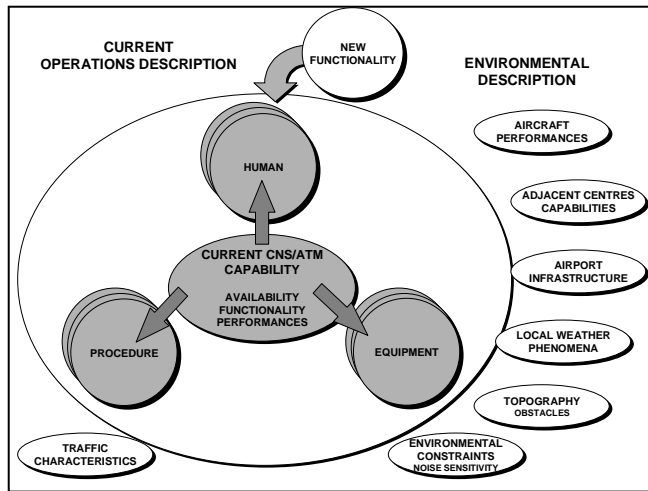 CURRENT
OPERATIONS DESCRIPTION
NEW
FUNCTIONALITY
ENVIRONMENTAL
DESCRIPTION
HUMAN
CURRENT CNS/ATM
CAPABILITY
AVAILABILITY
FUNCTIONALITY
PERFORMANCES
PROCEDURE
EQUIPMENT
AIRCRAFT
PERFORMANCES
ADJACENT CENTRES
CAPABILITIES
AIRPORT
INFRASTRUCTURE
LOCAL WEATHER
PHENOMENA
TOPOGRAPHY
OBSTACLES
ENVIRONMENTAL
CONSTRAINTS
NOISE SENSITIVITY
TRAFFIC
CHARACTERISTICS